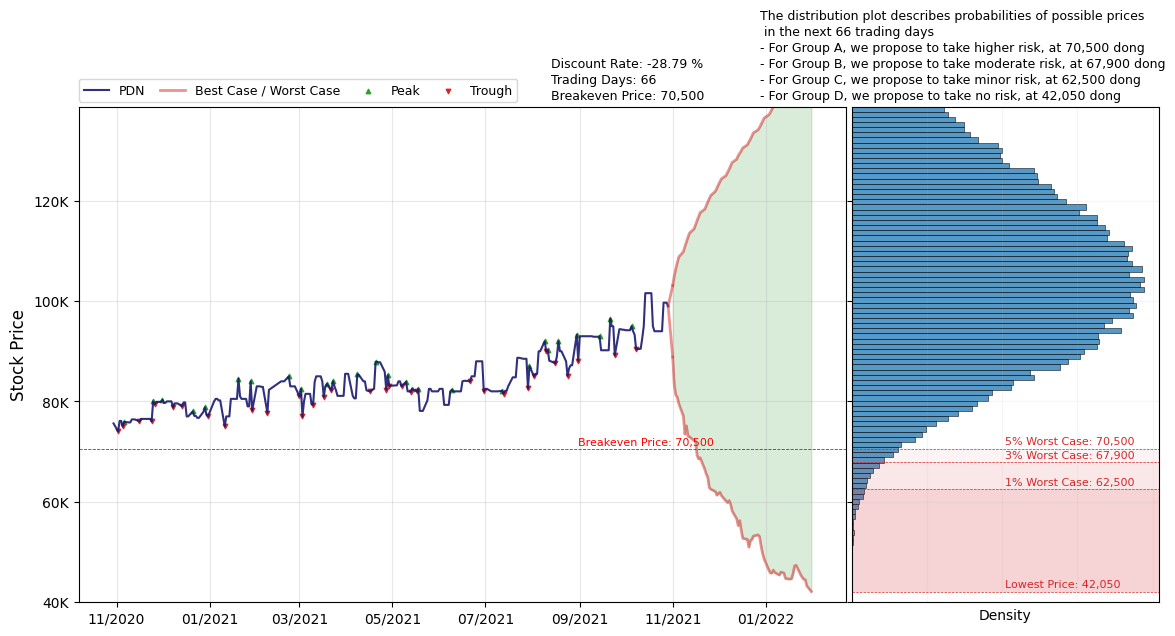 The distribution plot describes probabilities of possible prices
in the next 66 trading days
- For Group A, we propose to take higher risk, at 70,500 dong
- For Group B, we propose to take moderate risk, at 67,900 dong
- For Group C, we propose to take minor risk, at 62,500 dong
- For Group D, we propose to take no risk, at 42,050 dong
Discount Rate: -28.79 %
Trading Days: 66
Breakeven Price: 70,500
PDN
Best Case / Worst Case
Peak
Trough
Stock Price
120K
100K
80K
60K
40K
Breakeven Price: 70,500
11/2020
01/2021
03/2021
05/2021
07/2021
09/2021
11/2021
01/2022
5% Worst Case: 70,500
3% Worst Case: 67,900
1% Worst Case: 62,500
Lowest Price: 42,050
Density